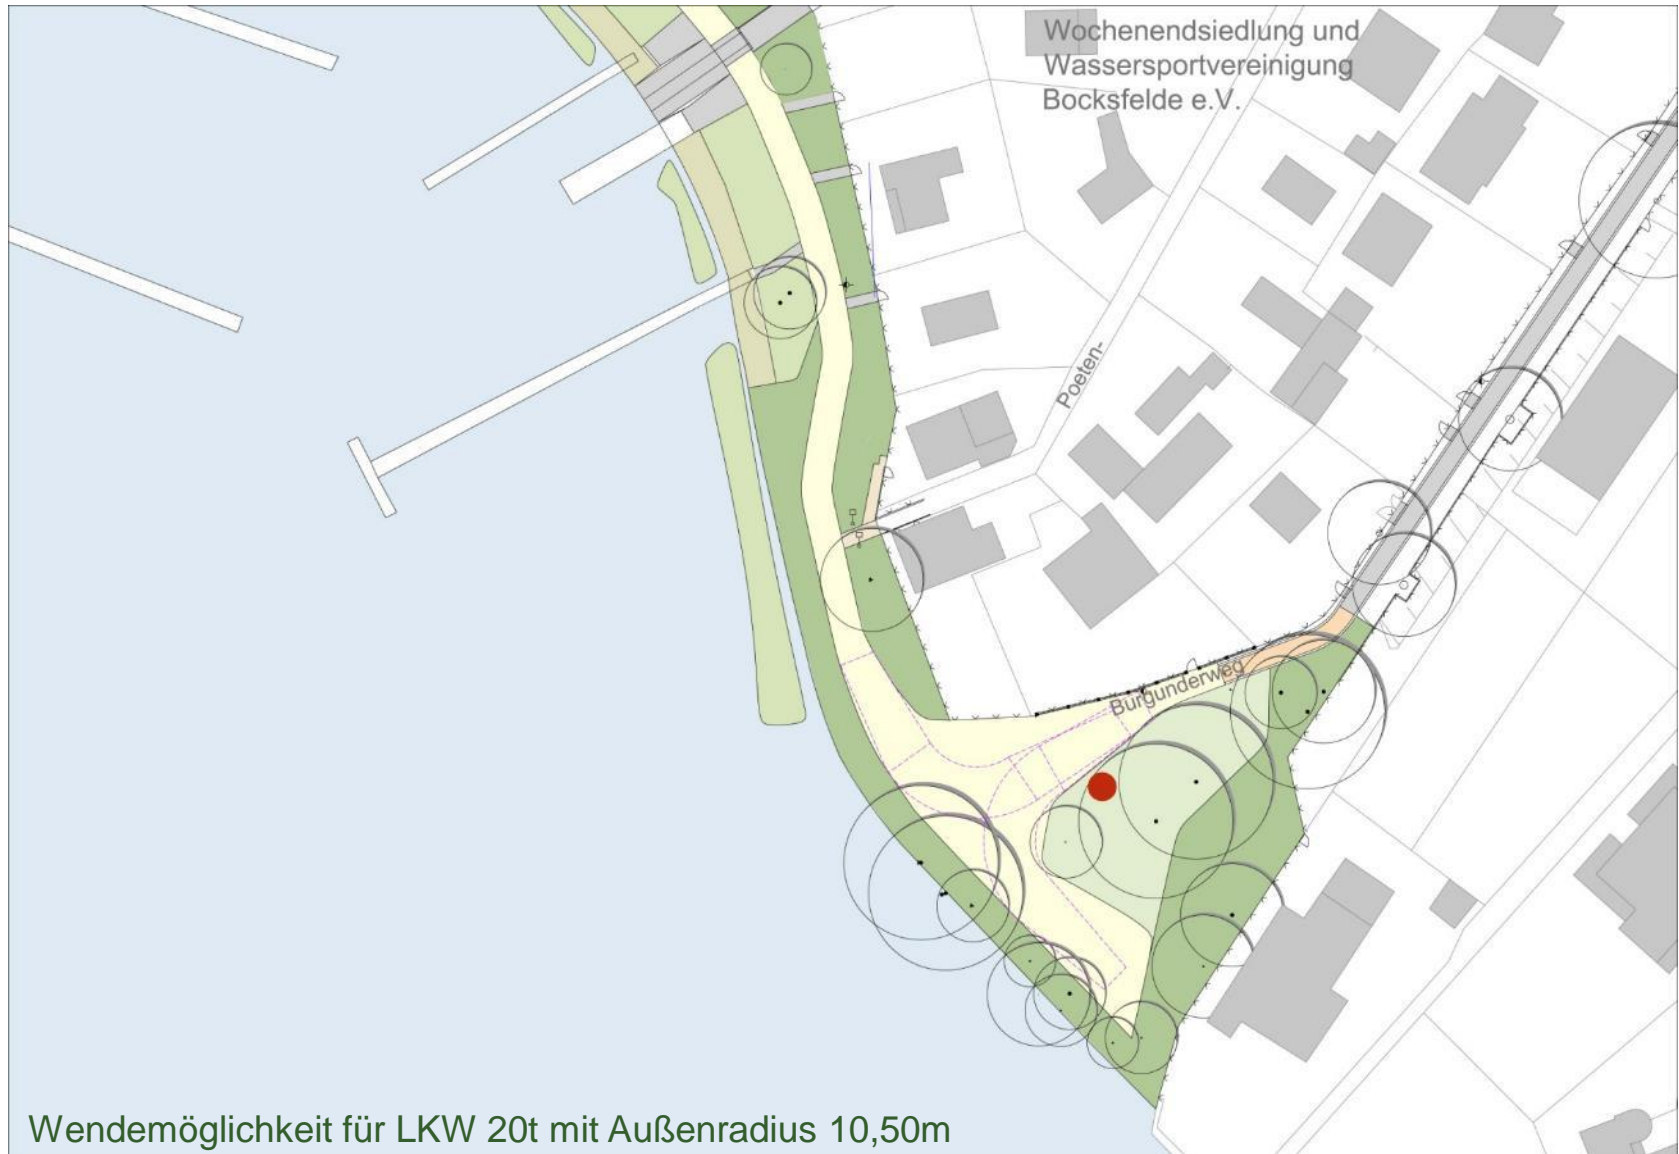 Wochenendsiedlung und
Wassersportvereinigung
Bocksfelde e.V.
Poeten-
Burgunderweg
Wendemöglichkeit für LKW 20t mit Außenradius 10,50m